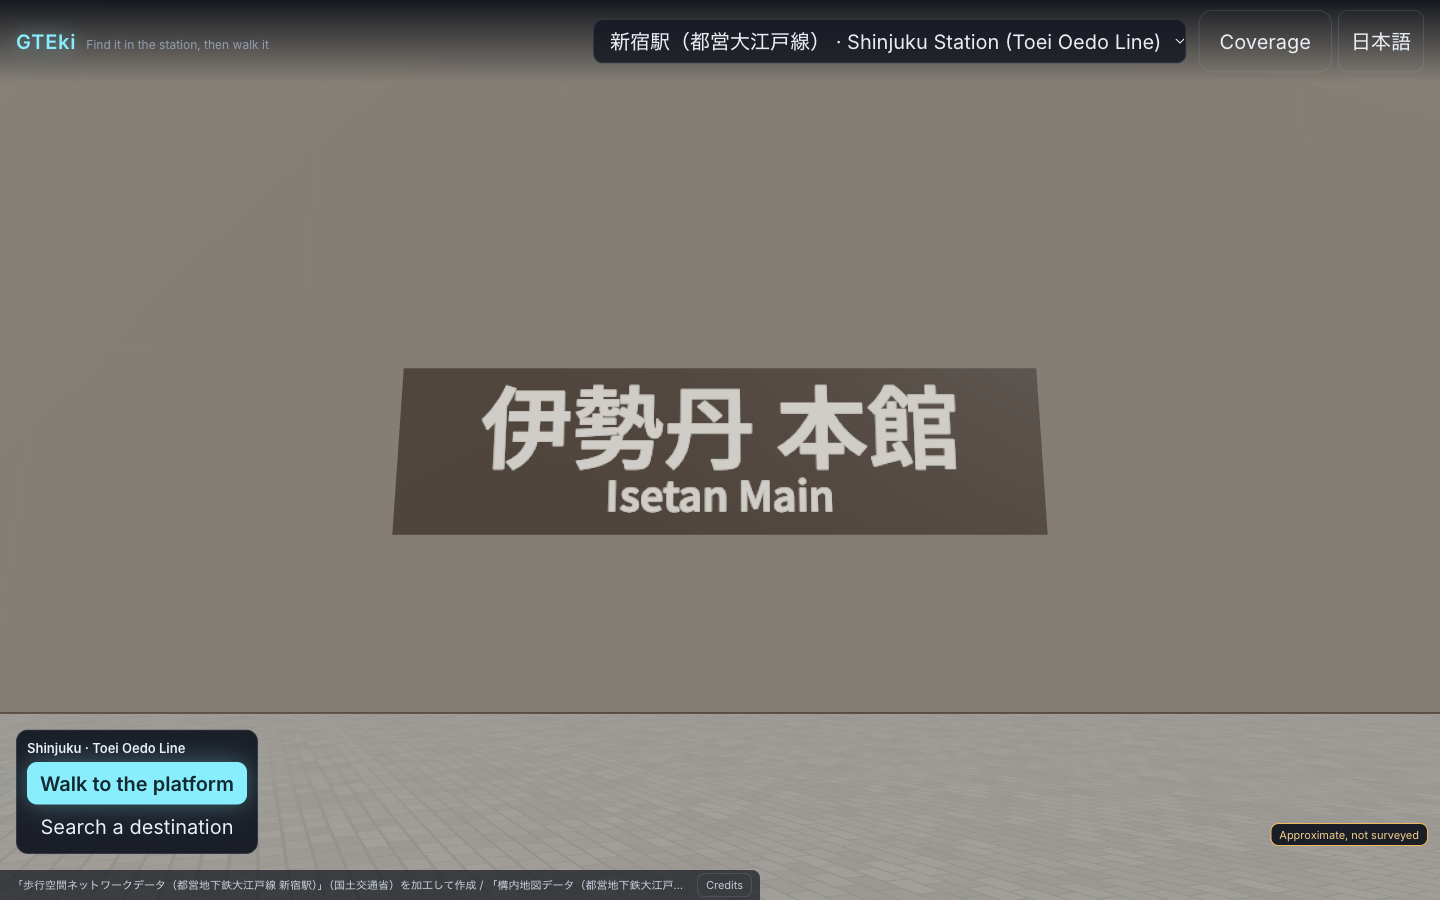 GTEki Find it in the station, then walk it
新宿駅（都営大江戸線） · Shinjuku Station (Toei Oedo Line)
Coverage
日本語
伊勢丹 本館
Isetan Main
Shinjuku · Toei Oedo Line
Walk to the platform
Search a destination
Approximate, not surveyed
「歩行空間ネットワークデータ（都営地下鉄大江戸線 新宿駅）」（国土交通省）を加工して作成 / 「構内地図データ（都営地下鉄大江戸...
Credits